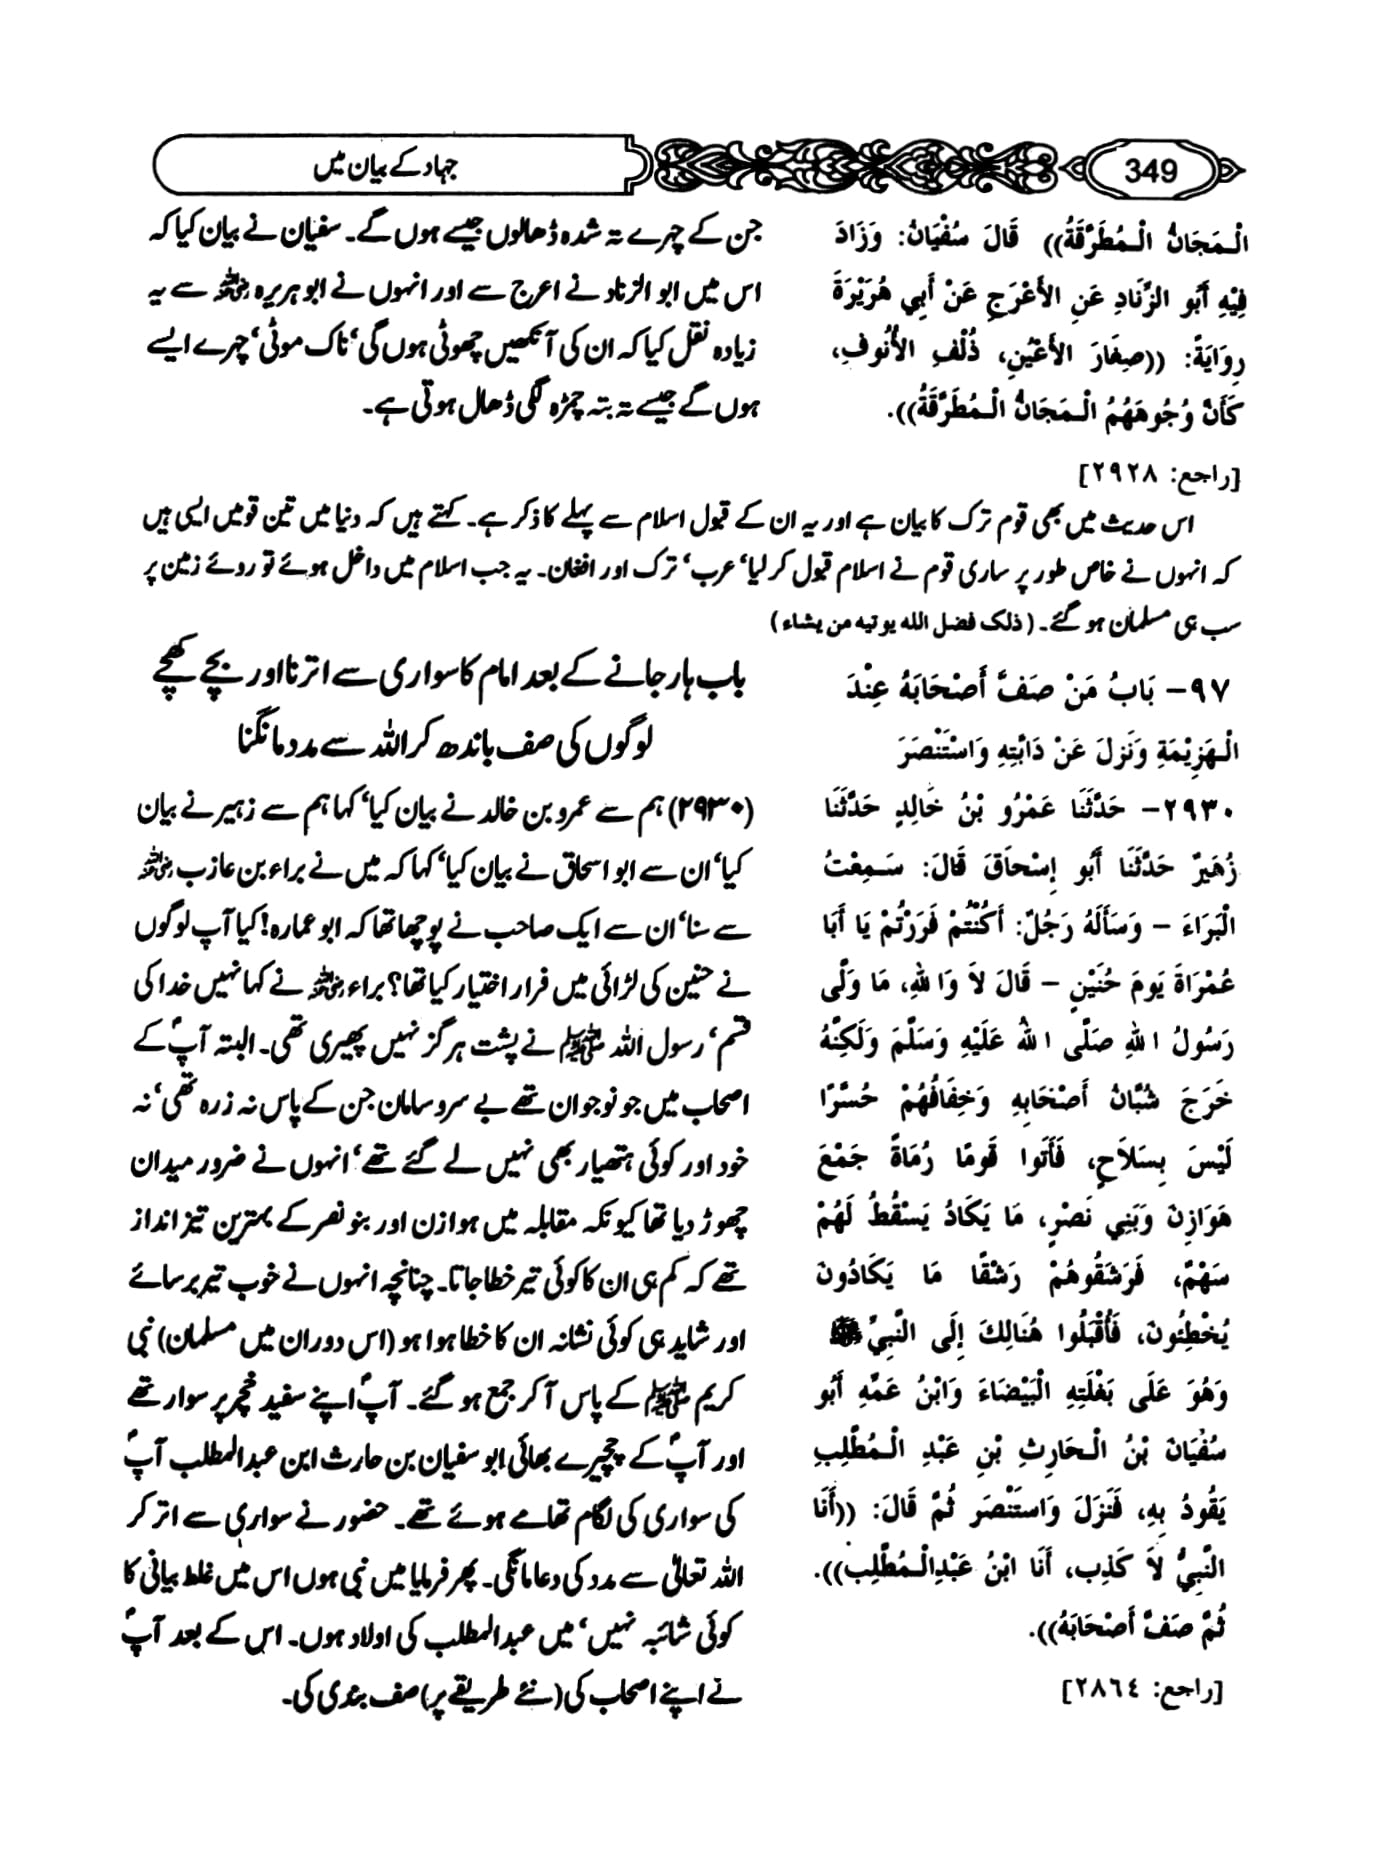 349
جہاد کے بیان میں
الْـمَجَانُّ الْـمُطَرَّقَةُ)) قَالَ سُفْيَانُ: وَزَادَ
فِيْهِ أَبُو الزِّنَادِ عَنِ الأَعْرَجِ عَنْ أَبِي هُرَيْرَةَ
رِوَايَةً: ((صِغَارَ الأَعْيُنِ، ذُلْفَ الأُنُوفِ،
كَأَنَّ وُجُوهَهُمُ الْـمَجَانُّ الْـمُطَرَّقَةُ)).
[راجع: ٢٩٢٨]
جن کے چہرے تہ شدہ ڈھالوں جیسے ہوں گے۔ سفیان نے بیان کیا کہ
اس میں ابو الزناد نے اعرج سے اور انہوں نے ابو ہریرہ رضی اللہ عنہ سے یہ
زیادہ نقل کیا کہ ان کی آنکھیں چھوٹی ہوں گی‘ ناک موٹی‘ چہرے ایسے
ہوں گے جیسے تہ بتہ چمڑہ لگی ڈھال ہوتی ہے۔
اس حدیث میں بھی قوم ترک کا بیان ہے اور یہ ان کے قبول اسلام سے پہلے کا ذکر ہے۔ کہتے ہیں کہ دنیا میں تین قومیں ایسی ہیں
کہ انہوں نے خاص طور پر ساری قوم نے اسلام قبول کر لیا‘ عرب‘ ترک اور افغان۔ یہ جب اسلام میں داخل ہوئے تو روئے زمین پر
سب ہی مسلمان ہو گئے۔ (ذلک فضل الله یوتیه من یشاء)
٩٧- بَابُ مَنْ صَفَّ أَصْحَابَهُ عِنْدَ
الْـهَزِيْمَةِ وَنَزَلَ عَنْ دَابَّتِهِ وَاسْتَنْصَرَ
٢٩٣٠- حَدَّثَنَا عَمْرُو بْنُ خَالِدٍ حَدَّثَنَا
زُهَيْرٌ حَدَّثَنَا أَبُو إِسْحَاقَ قَالَ: سَـمِعْتُ
الْبَرَاءَ - وَسَأَلَهُ رَجُلٌ: أَكُنْتُمْ فَرَرْتُمْ يَا أَبَا
عُمَارَةَ يَومَ حُنَيْنٍ - قَالَ لاَ وَا للهِ، مَا وَلَّى
رَسُولُ اللهِ صَلَّى اللهُ عَلَيْهِ وَسَلَّمَ وَلَكِنَّهُ
خَرَجَ شُبَّانُ أَصْحَابِهِ وَخِفَافُهُمْ حُسَّرًا
لَيْسَ بِسَلاَحٍ، فَأَتَوا قَومًا رُمَاةً جَمْعَ
هَوَازِنَ وَبَنِي نَصْرٍ، مَا يَكَادُ يَسْقُطُ لَهُمْ
سَهْمٌ، فَرَشَقُوهُمْ رَشْقًا مَا يَكَادُونَ
يُخْطِئُونَ، فَأَقْبَلُوا هُنَالِكَ إِلَى النَّبِيِّ ﷺ
وَهُوَ عَلَى بَغْلَتِهِ الْبَيْضَاءَ وَابْنُ عَمِّهِ أَبُو
سُفْيَانَ بْنُ الْـحَارِثِ بْنِ عَبْدِ الْـمُطَّلِبِ
يَقُودُ بِهِ، فَنَزَلَ وَاسْتَنْصَرَ ثُمَّ قَالَ: ((أَنَا
النَّبِيُّ لاَ كَذِب، أَنَا ابْنُ عَبْدِالْـمُطَّلِب)).
ثُمَّ صَفَّ أَصْحَابَهُ)).
[راجع: ٢٨٦٤]
باب ہار جانے کے بعد امام کا سواری سے اترنا اور بچے کھچے
لوگوں کی صف باندھ کر اللہ سے مدد مانگنا
(۲۹۳۰) ہم سے عمرو بن خالد نے بیان کیا‘ کہا ہم سے زہیر نے بیان
کیا‘ ان سے ابو اسحاق نے بیان کیا‘ کہا کہ میں نے براء بن عازب رضی اللہ عنہ
سے سنا‘ ان سے ایک صاحب نے پوچھا تھا کہ ابو عمارہ! کیا آپ لوگوں
نے حنین کی لڑائی میں فرار اختیار کیا تھا؟ براء رضی اللہ عنہ نے کہا نہیں خدا کی
قسم‘ رسول اللہ ﷺ نے پشت ہرگز نہیں پھیری تھی۔ البتہ آپؐ کے
اصحاب میں جو نوجوان تھے بے سرو سامان جن کے پاس نہ زرہ تھی‘ نہ
خود اور کوئی ہتھیار بھی نہیں لے گئے تھے‘ انہوں نے ضرور میدان
چھوڑ دیا تھا کیونکہ مقابلہ میں ہوازن اور بنو نصر کے بہترین تیر انداز
تھے کہ کم ہی ان کا کوئی تیر خطا جاتا۔ چنانچہ انہوں نے خوب تیر برسائے
اور شاید ہی کوئی نشانہ ان کا خطا ہوا ہو (اس دوران میں مسلمان) نبی
کریم ﷺ کے پاس آکر جمع ہو گئے۔ آپؐ اپنے سفید خچر پر سوار تھے
اور آپؐ کے چچیرے بھائی ابو سفیان بن حارث ابن عبدالمطلب آپؐ
کی سواری کی لگام تھامے ہوئے تھے۔ حضور نے سواری سے اتر کر
اللہ تعالیٰ سے مدد کی دعا مانگی۔ پھر فرمایا میں نبی ہوں اس میں غلط بیانی کا
کوئی شائبہ نہیں‘ میں عبدالمطلب کی اولاد ہوں۔ اس کے بعد آپؐ
نے اپنے اصحاب کی (نئے طریقے پر) صف بندی کی۔